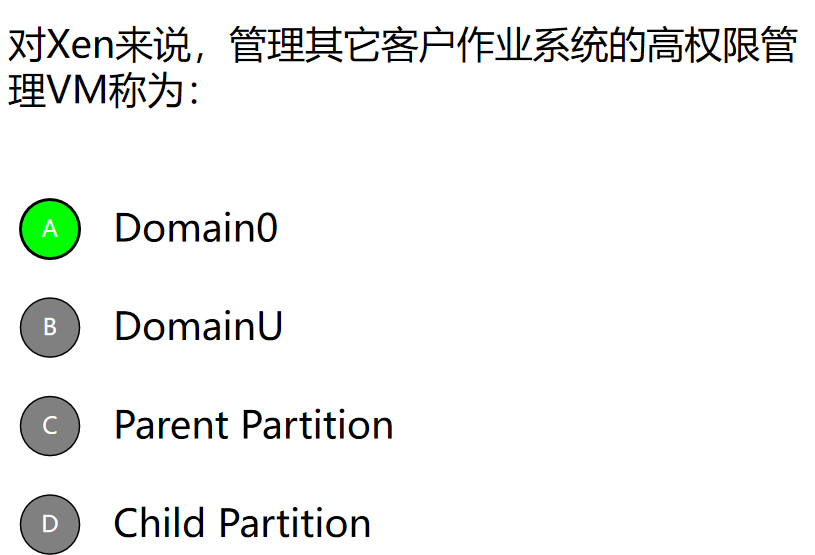 对Xen来说，管理其它客户作业系统的高权限管
理VM称为：
A Domain0
B DomainU
C Parent Partition
D Child Partition